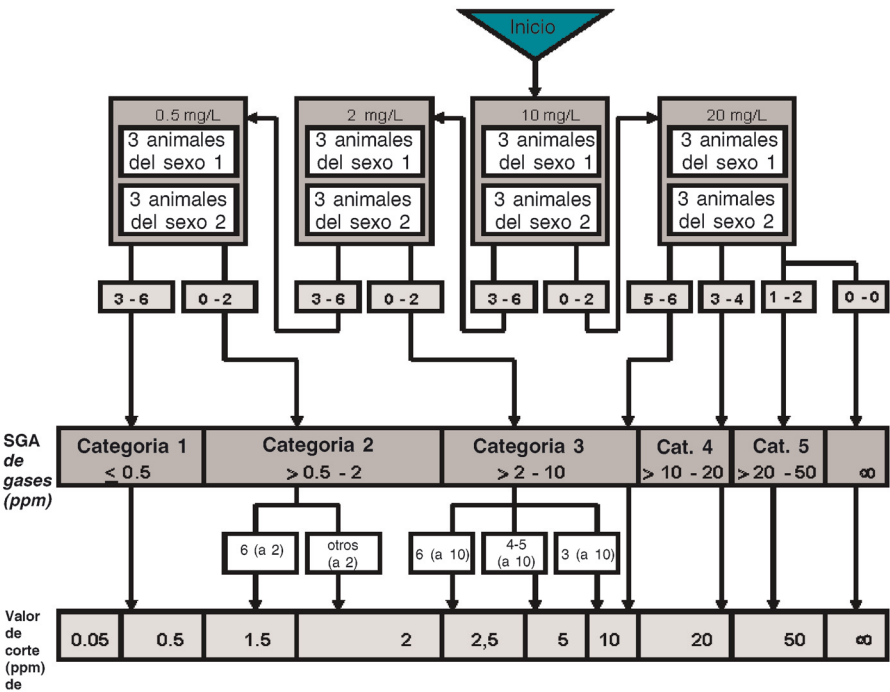 Inicio
0.5 mg/L
3 animales
del sexo 1
3 animales
del sexo 2
2 mg/L
3 animales
del sexo 1
3 animales
del sexo 2
10 mg/L
3 animales
del sexo 1
3 animales
del sexo 2
20 mg/L
3 animales
del sexo 1
3 animales
del sexo 2
3 - 6
0 - 2
3 - 6
0 - 2
3 - 6
0 - 2
5 - 6
3 - 4
1 - 2
0 - 0
SGA
de
gases
(ppm)
Categoria 1
≤ 0.5
Categoria 2
> 0.5 - 2
Categoria 3
> 2 - 10
Cat. 4
> 10 - 20
Cat. 5
> 20 - 50
∞
6 (a 2)
otros
(a 2)
6 (a 10)
4-5
(a 10)
3 (a 10)
Valor
de
corte
(ppm)
de
0.05
0.5
1.5
2
2,5
5
10
20
50
∞